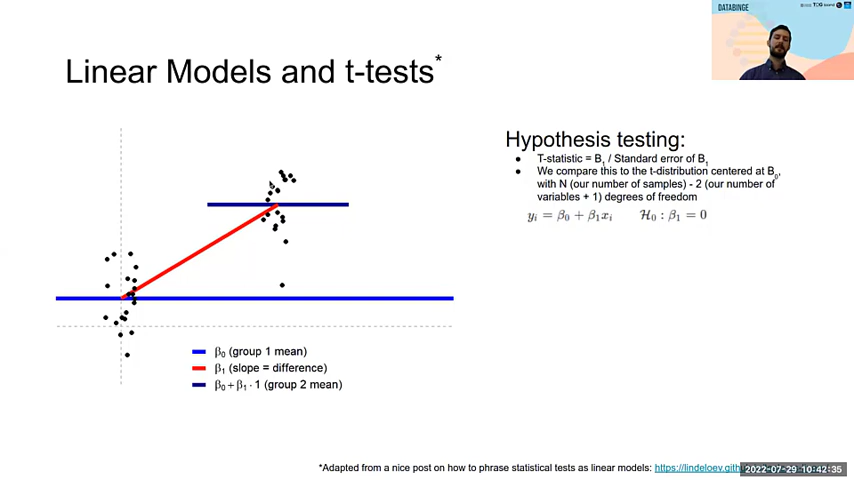 DATABINGE
Linear Models and t-tests*
Hypothesis testing:
● T-statistic = B1 / Standard error of B1
● We compare this to the t-distribution centered at B0,
with N (our number of samples) - 2 (our number of
variables + 1) degrees of freedom
yi = β0 + β1xi H0 : β1 = 0
β0 (group 1 mean)
β1 (slope = difference)
β0 + β1 · 1 (group 2 mean)
*Adapted from a nice post on how to phrase statistical tests as linear models: https://lindeloev.gith
2022-07-29 10:42:35